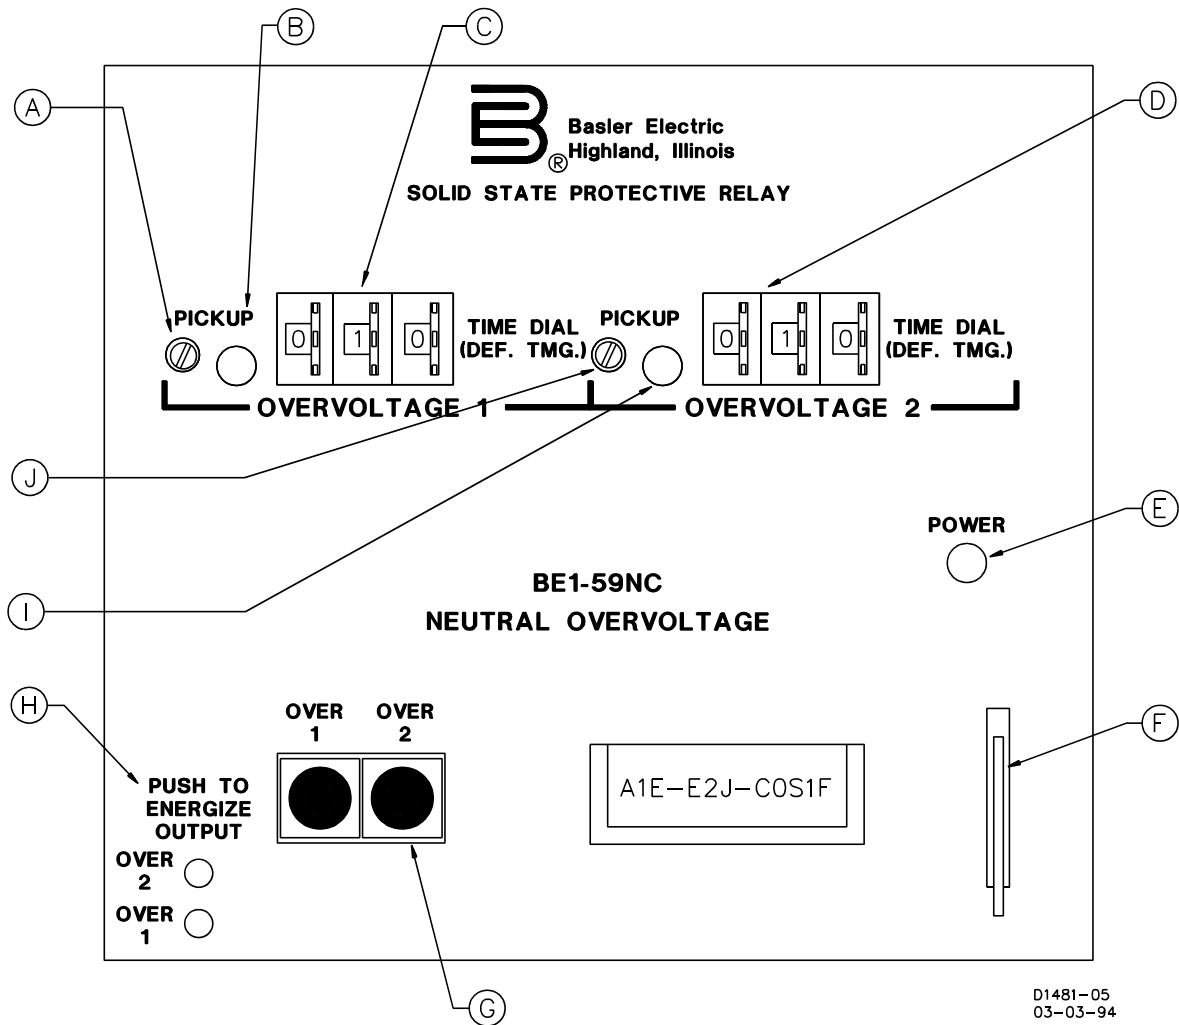 B
C
A
D
Basler Electric
Highland, Illinois
®
SOLID STATE PROTECTIVE RELAY
PICKUP
0 1 0
TIME DIAL
(DEF. TMG.)
PICKUP
0 1 0
TIME DIAL
(DEF. TMG.)
OVERVOLTAGE 1
OVERVOLTAGE 2
J
E
POWER
BE1-59NC
I
NEUTRAL OVERVOLTAGE
H
OVER
1
OVER
2
F
PUSH TO
ENERGIZE
OUTPUT
A1E-E2J-C0S1F
OVER
2
OVER
1
G
D1481-05
03-03-94